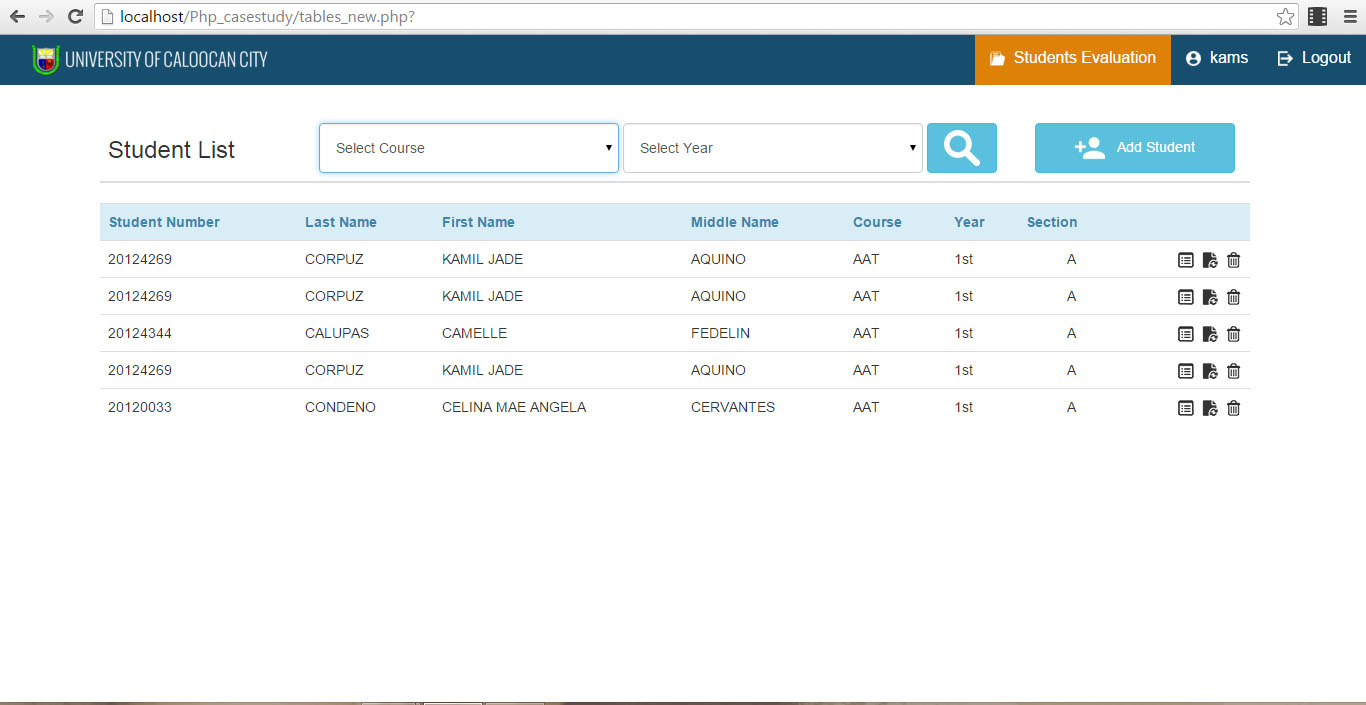 localhost/Php_casestudy/tables_new.php?
UNIVERSITY OF CALOOCAN CITY Students Evaluation kams Logout
Student List Select Course Select Year Add Student
Student Number Last Name First Name Middle Name Course Year Section
20124269 CORPUZ KAMIL JADE AQUINO AAT 1st A
20124269 CORPUZ KAMIL JADE AQUINO AAT 1st A
20124344 CALUPAS CAMELLE FEDELIN AAT 1st A
20124269 CORPUZ KAMIL JADE AQUINO AAT 1st A
20120033 CONDENO CELINA MAE ANGELA CERVANTES AAT 1st A